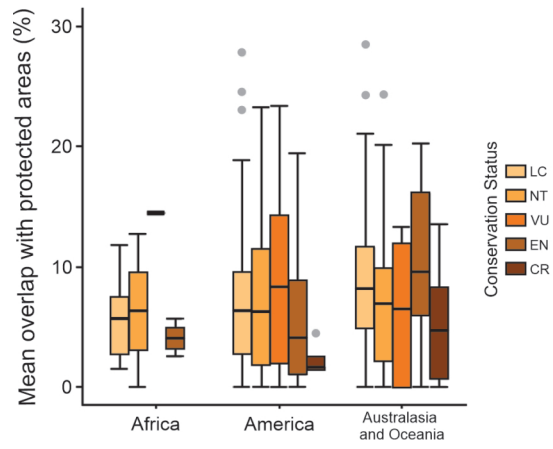 Mean overlap with protected areas (%)
30
20
10
0
Africa
America
Australasia
and Oceania
Conservation Status
LC
NT
VU
EN
CR